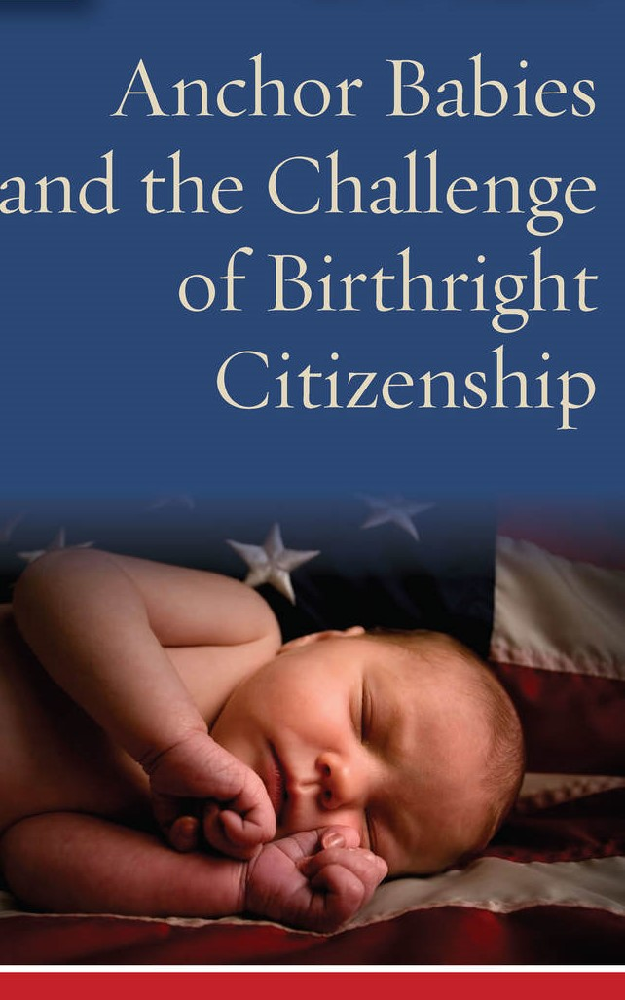 Anchor Babies
and the Challenge
of Birthright
Citizenship